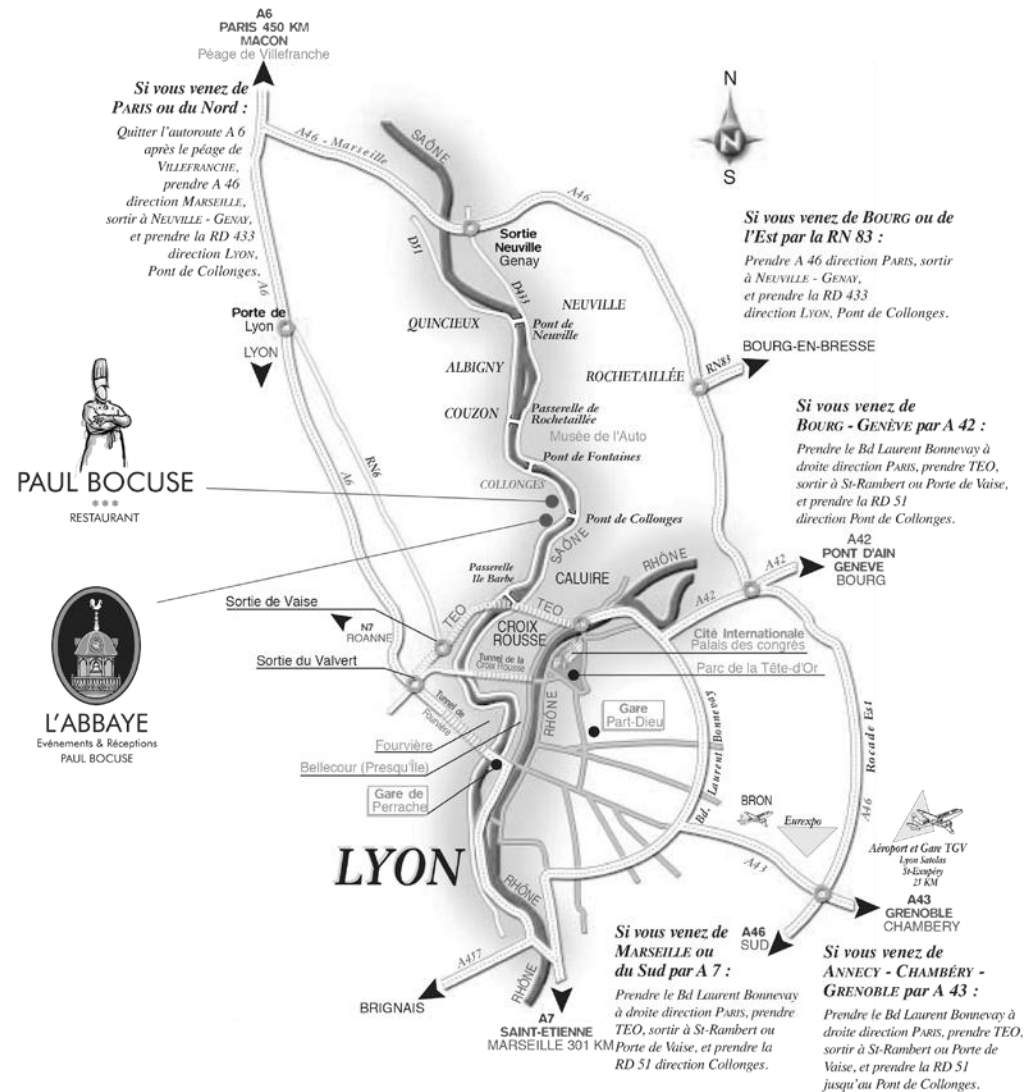 A6
PARIS 450 KM
MACON
Péage de Villefranche
Si vous venez de
PARIS ou du Nord :
Quitter l'autoroute A 6
après le péage de
VILLEFRANCHE,
prendre A 46
direction MARSEILLE,
sortir à NEUVILLE - GENAY,
et prendre la RD 433
direction LYON,
Pont de Collonges.
A46 - Marseille
SAÔNE
N
N
S
A46
Sortie
Neuville
Genay
D51
D433
Si vous venez de BOURG ou de
l'Est par la RN 83 :
Prendre A 46 direction PARIS, sortir
à NEUVILLE - GENAY,
et prendre la RD 433
direction LYON, Pont de Collonges.
A6
Porte de
Lyon
LYON
NEUVILLE
QUINCIEUX
Pont de
Neuville
BOURG-EN-BRESSE
RN83
ALBIGNY
ROCHETAILLÉE
COUZON
Passerelle de
Rochetaillée
Musée de l'Auto
Si vous venez de
BOURG - GENÈVE par A 42 :
Prendre le Bd Laurent Bonnevay à
droite direction PARIS, prendre TEO,
sortir à St-Rambert ou Porte de Vaise,
et prendre la RD 51
direction Pont de Collonges.
A6
RN6
Pont de Fontaines
PAUL BOCUSE
***
RESTAURANT
COLLONGES
Pont de Collonges
SAÔNE
A42
PONT D'AIN
GENEVE
BOURG
A42
RHÔNE
Passerelle
Ile Barbe
CALUIRE
A42
Sortie de Vaise
TEO
TEO
N7
ROANNE
CROIX
ROUSSE
Cité Internationale
Palais des congrès
Sortie du Valvert
Tunnel de la
Croix Rousse
Parc de la Tête-d'Or
L'ABBAYE
Evénements & Réceptions
PAUL BOCUSE
Tunnel de
Fourvière
RHÔNE
Gare
Part-Dieu
Fourvière
Bellecour (Presqu'Île)
Gare de
Perrache
Bd. Laurent Bonnevay
Rocade Est
A46
BRON
Eurexpo
Aéroport et Gare TGV
Lyon Satolas
St-Exupéry
25 KM
A43
LYON
RHÔNE
A43
GRENOBLE
CHAMBERY
A46
SUD
A457
BRIGNAIS
RHÔNE
A7
SAINT-ETIENNE
MARSEILLE 301 KM
Si vous venez de
MARSEILLE ou
du Sud par A 7 :
Prendre le Bd Laurent Bonnevay
à droite direction PARIS, prendre
TEO, sortir à St-Rambert ou
Porte de Vaise, et prendre la
RD 51 direction Collonges.
Si vous venez de
ANNECY - CHAMBÉRY -
GRENOBLE par A 43 :
Prendre le Bd Laurent Bonnevay à
droite direction PARIS, prendre TEO,
sortir à St-Rambert ou Porte de
Vaise, et prendre la RD 51
jusqu'au Pont de Collonges.